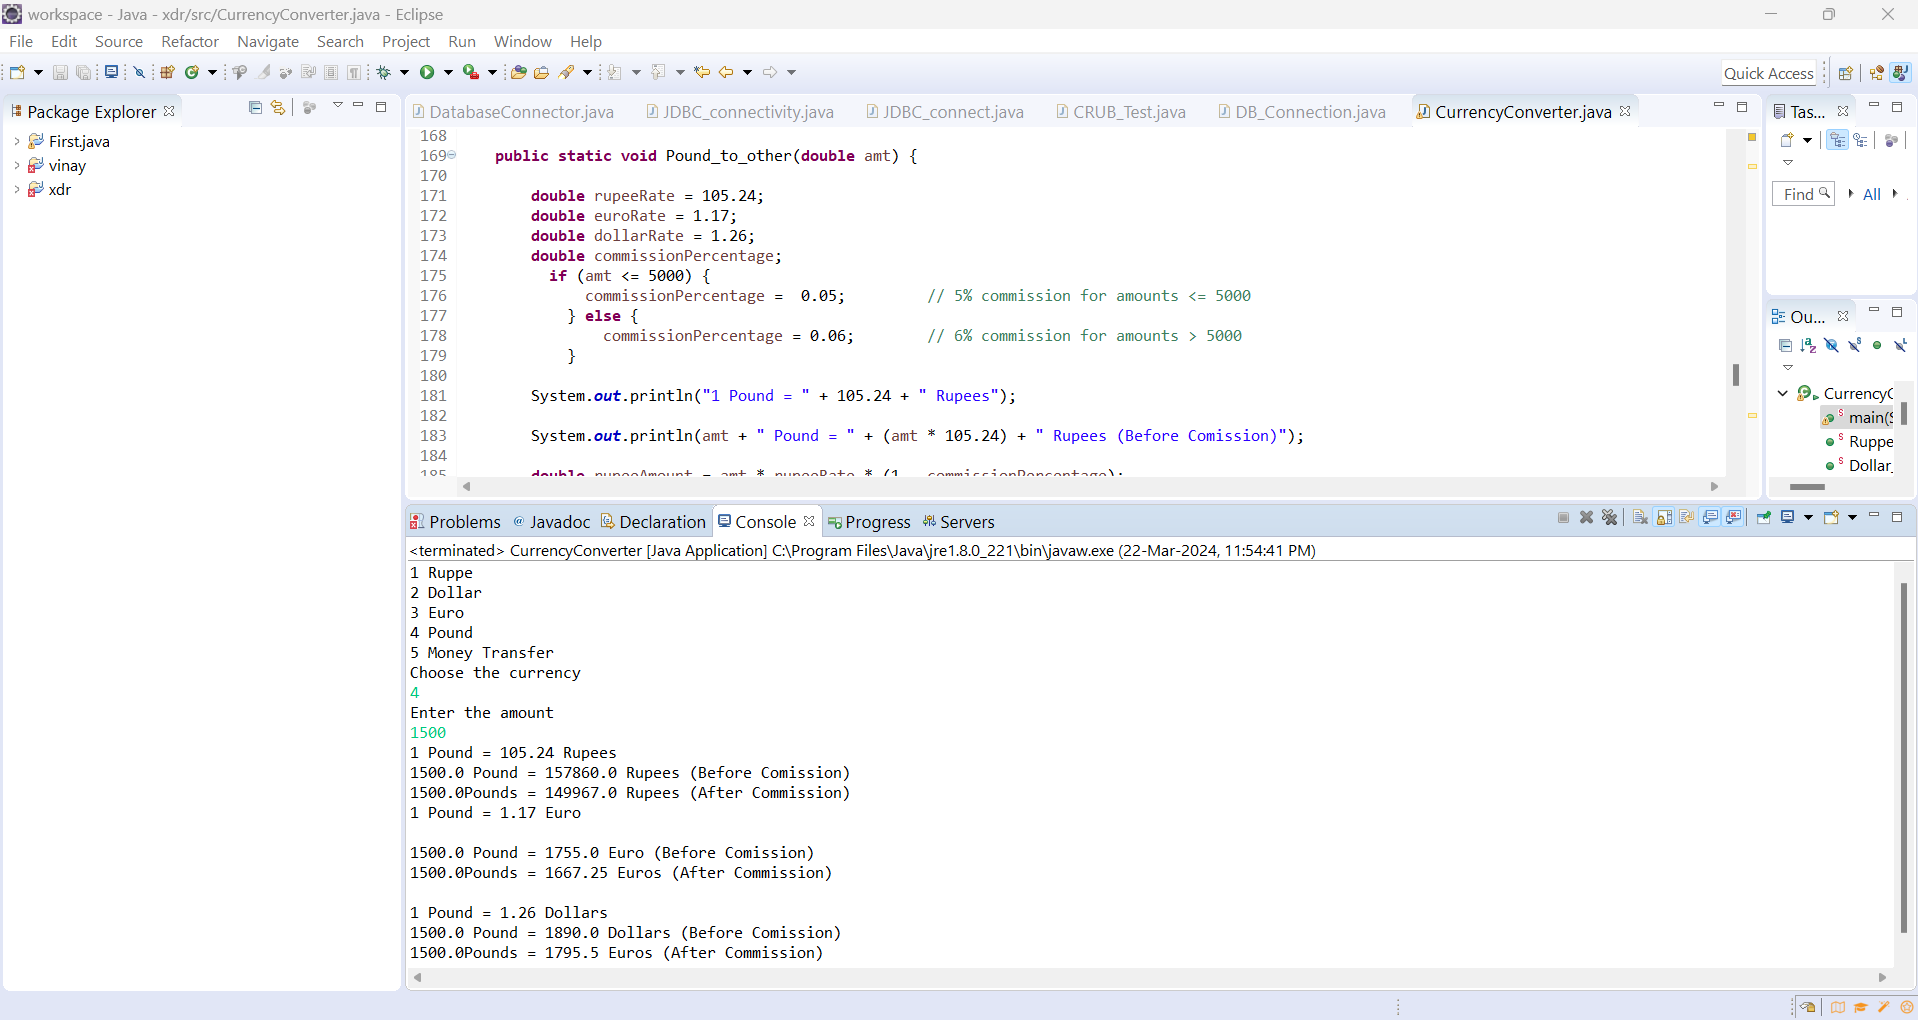 workspace - Java - xdr/src/CurrencyConverter.java - Eclipse
File Edit Source Refactor Navigate Search Project Run Window Help
Quick Access
Package Explorer
First.java
vinay
xdr
DatabaseConnector.java JDBC_connectivity.java JDBC_connect.java CRUB_Test.java DB_Connection.java CurrencyConverter.java
168
169 public static void Pound_to_other(double amt) {
170
171 double rupeeRate = 105.24;
172 double euroRate = 1.17;
173 double dollarRate = 1.26;
174 double commissionPercentage;
175 if (amt <= 5000) {
176 commissionPercentage = 0.05; // 5% commission for amounts <= 5000
177 } else {
178 commissionPercentage = 0.06; // 6% commission for amounts > 5000
179 }
180
181 System.out.println("1 Pound = " + 105.24 + " Rupees");
182
183 System.out.println(amt + " Pound = " + (amt * 105.24) + " Rupees (Before Comission)");
184
185 double rupeeAmount = amt * rupeeRate * (1 - commissionPercentage);
Tas...
Find All
Ou...
CurrencyC
main(S
Ruppe
Dollar_
Problems @ Javadoc Declaration Console Progress Servers
<terminated> CurrencyConverter [Java Application] C:\Program Files\Java\jre1.8.0_221\bin\javaw.exe (22-Mar-2024, 11:54:41 PM)
1 Ruppe
2 Dollar
3 Euro
4 Pound
5 Money Transfer
Choose the currency
4
Enter the amount
1500
1 Pound = 105.24 Rupees
1500.0 Pound = 157860.0 Rupees (Before Comission)
1500.0Pounds = 149967.0 Rupees (After Commission)
1 Pound = 1.17 Euro
1500.0 Pound = 1755.0 Euro (Before Comission)
1500.0Pounds = 1667.25 Euros (After Commission)
1 Pound = 1.26 Dollars
1500.0 Pound = 1890.0 Dollars (Before Comission)
1500.0Pounds = 1795.5 Euros (After Commission)